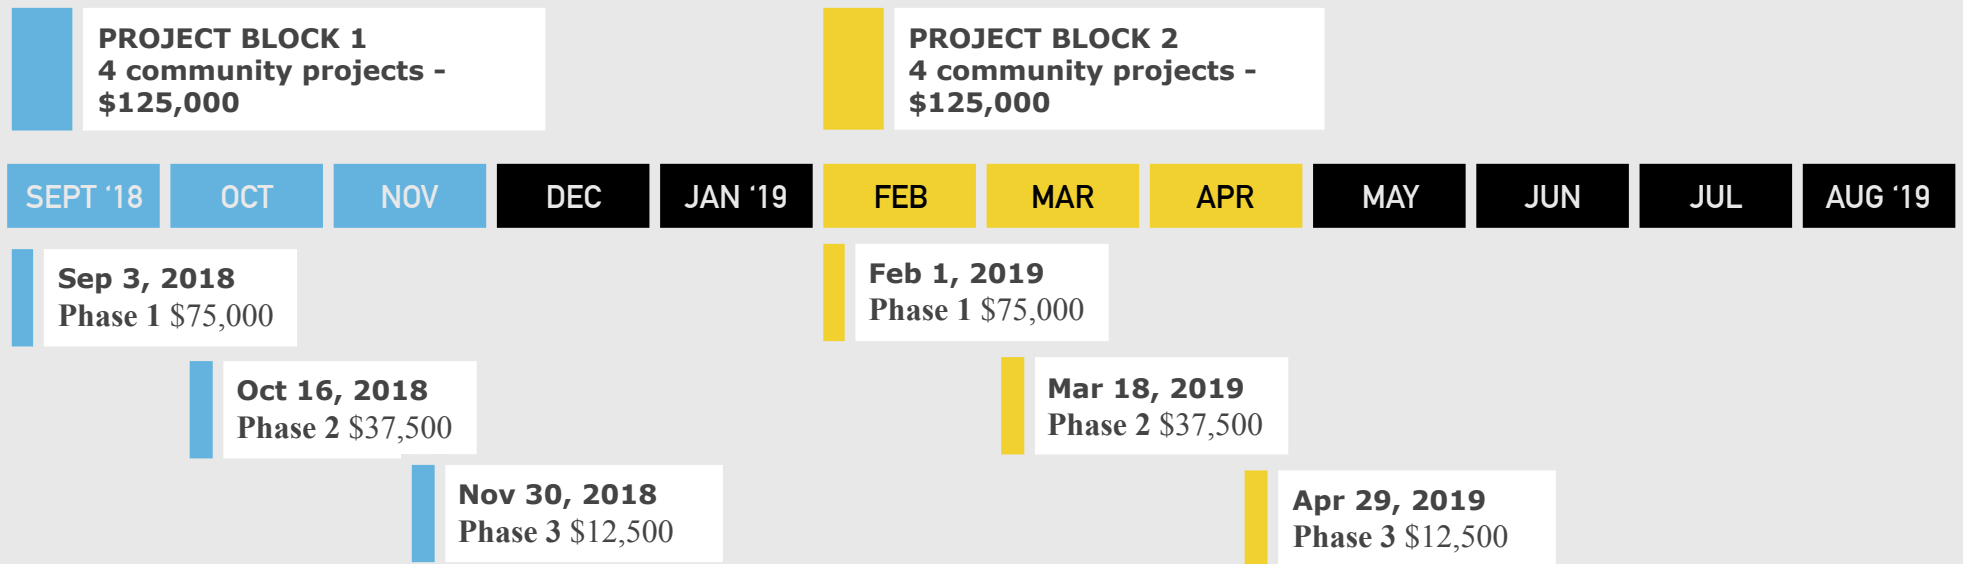 PROJECT BLOCK 1
4 community projects -
$125,000
PROJECT BLOCK 2
4 community projects -
$125,000
SEPT ‘18
OCT
NOV
DEC
JAN ‘19
FEB
MAR
APR
MAY
JUN
JUL
AUG ‘19
Sep 3, 2018
Phase 1 $75,000
Oct 16, 2018
Phase 2 $37,500
Nov 30, 2018
Phase 3 $12,500
Feb 1, 2019
Phase 1 $75,000
Mar 18, 2019
Phase 2 $37,500
Apr 29, 2019
Phase 3 $12,500